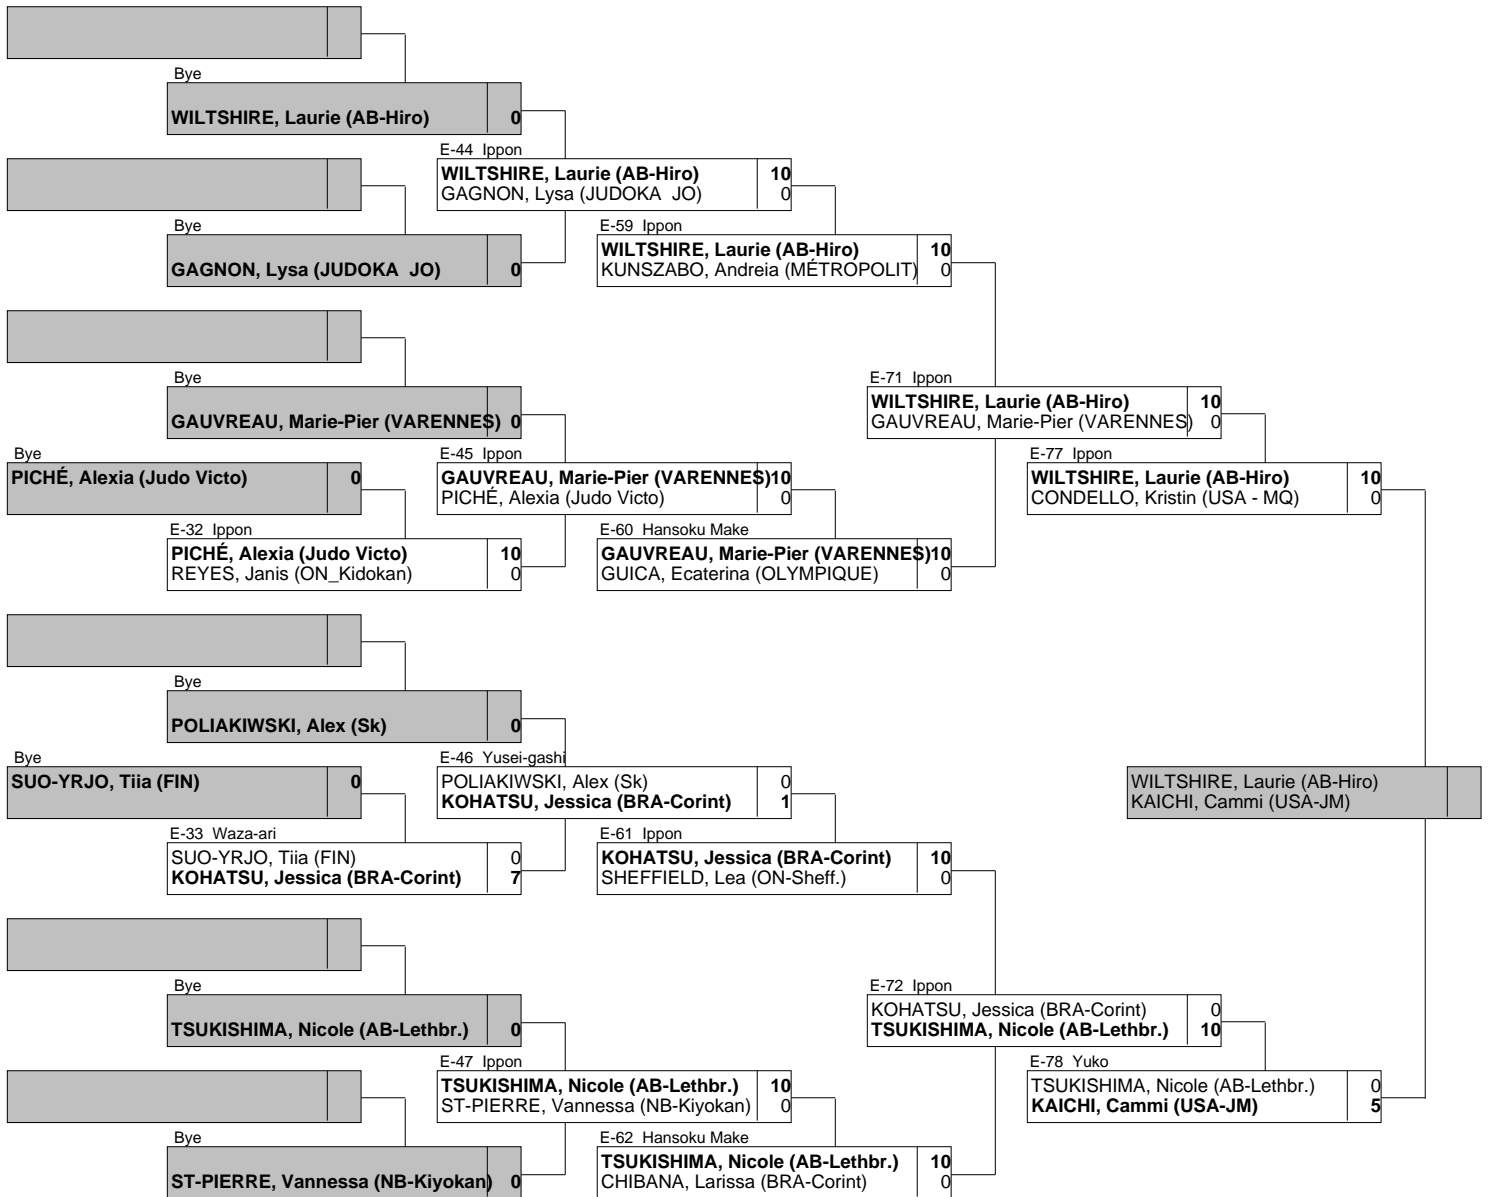 Bye
WILTSHIRE, Laurie (AB-Hiro) 0
E-44 Ippon
WILTSHIRE, Laurie (AB-Hiro) 10
GAGNON, Lysa (JUDOKA JO) 0
Bye
GAGNON, Lysa (JUDOKA JO) 0
E-59 Ippon
WILTSHIRE, Laurie (AB-Hiro) 10
KUNSZABO, Andreia (MÉTROPOLIT) 0
Bye
GAUVREAU, Marie-Pier (VARENNES) 0
E-71 Ippon
WILTSHIRE, Laurie (AB-Hiro) 10
GAUVREAU, Marie-Pier (VARENNES) 0
Bye
PICHÉ, Alexia (Judo Victo) 0
E-45 Ippon
GAUVREAU, Marie-Pier (VARENNES) 10
PICHÉ, Alexia (Judo Victo) 0
E-77 Ippon
WILTSHIRE, Laurie (AB-Hiro) 10
CONDELLO, Kristin (USA - MQ) 0
E-32 Ippon
PICHÉ, Alexia (Judo Victo) 10
REYES, Janis (ON_Kidokan) 0
E-60 Hansoku Make
GAUVREAU, Marie-Pier (VARENNES) 10
GUICA, Ecaterina (OLYMPIQUE) 0
Bye
POLIAKIWSKI, Alex (Sk) 0
Bye
SUO-YRJO, Tiia (FIN) 0
E-46 Yusei-gashi
POLIAKIWSKI, Alex (Sk) 0
KOHATSU, Jessica (BRA-Corint) 1
WILTSHIRE, Laurie (AB-Hiro)
KAICHI, Cammi (USA-JM)
E-33 Waza-ari
SUO-YRJO, Tiia (FIN) 0
KOHATSU, Jessica (BRA-Corint) 7
E-61 Ippon
KOHATSU, Jessica (BRA-Corint) 10
SHEFFIELD, Lea (ON-Sheff.) 0
Bye
TSUKISHIMA, Nicole (AB-Lethbr.) 0
E-72 Ippon
KOHATSU, Jessica (BRA-Corint) 0
TSUKISHIMA, Nicole (AB-Lethbr.) 10
E-47 Ippon
TSUKISHIMA, Nicole (AB-Lethbr.) 10
ST-PIERRE, Vannessa (NB-Kiyokan) 0
E-78 Yuko
TSUKISHIMA, Nicole (AB-Lethbr.) 0
KAICHI, Cammi (USA-JM) 5
Bye
ST-PIERRE, Vannessa (NB-Kiyokan) 0
E-62 Hansoku Make
TSUKISHIMA, Nicole (AB-Lethbr.) 10
CHIBANA, Larissa (BRA-Corint) 0